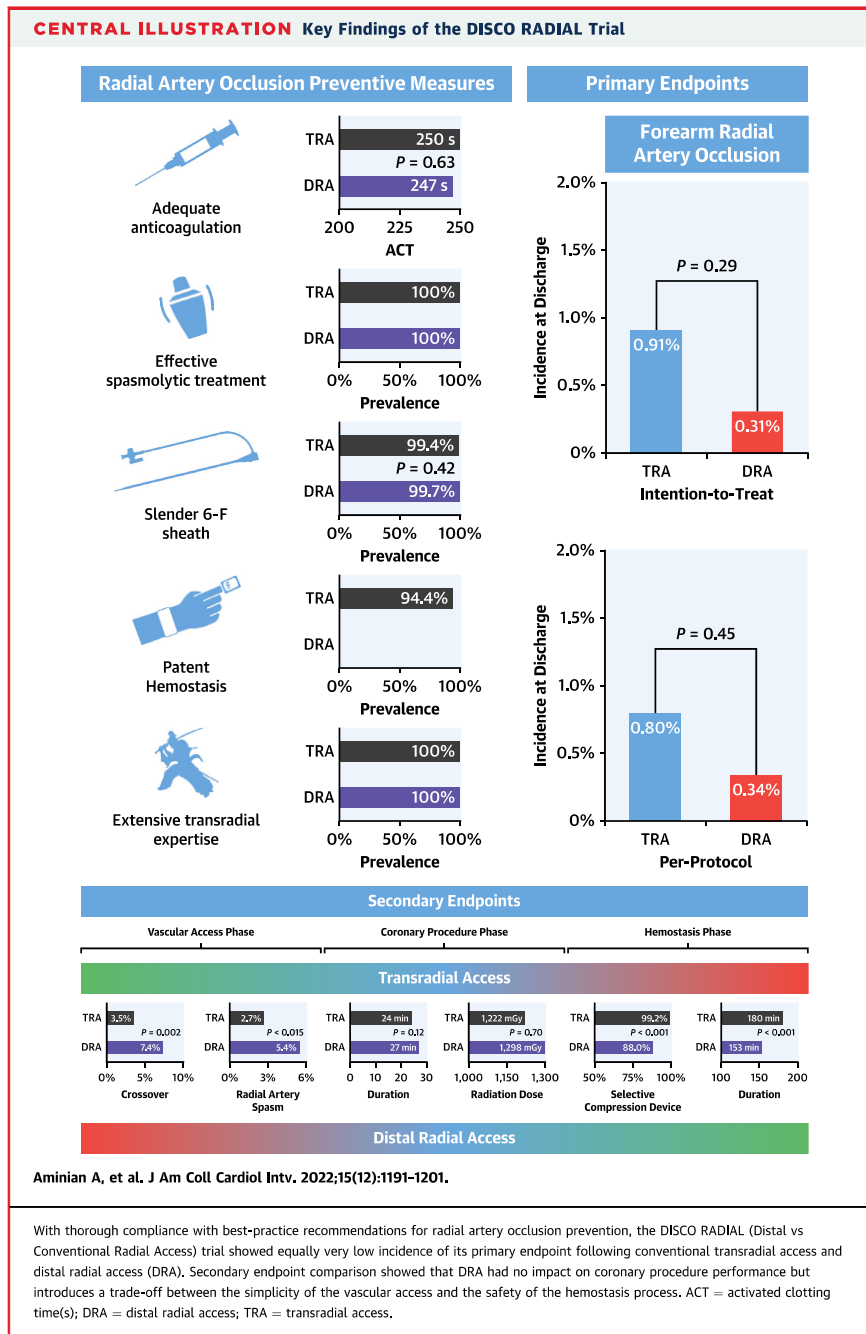 CENTRAL ILLUSTRATION Key Findings of the DISCO RADIAL Trial
Radial Artery Occlusion Preventive Measures
Adequate
anticoagulation
TRA
250 s
P = 0.63
DRA
247 s
200 225 250
ACT
Effective
spasmolytic treatment
TRA
100%
DRA
100%
0% 50% 100%
Prevalence
Slender 6-F
sheath
TRA
99.4%
P = 0.42
DRA
99.7%
0% 50% 100%
Prevalence
Patent
Hemostasis
TRA
94.4%
DRA
0% 50% 100%
Prevalence
Extensive transradial
expertise
TRA
100%
DRA
100%
0% 50% 100%
Prevalence
Primary Endpoints
Forearm Radial
Artery Occlusion
Incidence at Discharge
2.0%
1.5%
1.0%
0.5%
0%
P = 0.29
0.91%
0.31%
TRA DRA
Intention-to-Treat
Incidence at Discharge
2.0%
1.5%
1.0%
0.5%
0%
P = 0.45
0.80%
0.34%
TRA DRA
Per-Protocol
Secondary Endpoints
Vascular Access Phase Coronary Procedure Phase Hemostasis Phase
Transradial Access
TRA
3.5%
P = 0.002
DRA
7.4%
0% 5% 10%
Crossover
TRA
2.7%
P < 0.015
DRA
5.4%
0% 3% 6%
Radial Artery
Spasm
TRA
24 min
P = 0.12
DRA
27 min
0 10 20 30
Duration
TRA
1,222 mGy
P = 0.70
DRA
1,298 mGy
1,000 1,150 1,300
Radiation Dose
TRA
99.2%
P < 0.001
DRA
88.0%
50% 75% 100%
Selective
Compression Device
TRA
180 min
P < 0.001
DRA
153 min
100 150 200
Duration
Distal Radial Access
Aminian A, et al. J Am Coll Cardiol Intv. 2022;15(12):1191–1201.
With thorough compliance with best-practice recommendations for radial artery occlusion prevention, the DISCO RADIAL (Distal vs
Conventional Radial Access) trial showed equally very low incidence of its primary endpoint following conventional transradial access and
distal radial access (DRA). Secondary endpoint comparison showed that DRA had no impact on coronary procedure performance but
introduces a trade-off between the simplicity of the vascular access and the safety of the hemostasis process. ACT = activated clotting
time(s); DRA = distal radial access; TRA = transradial access.